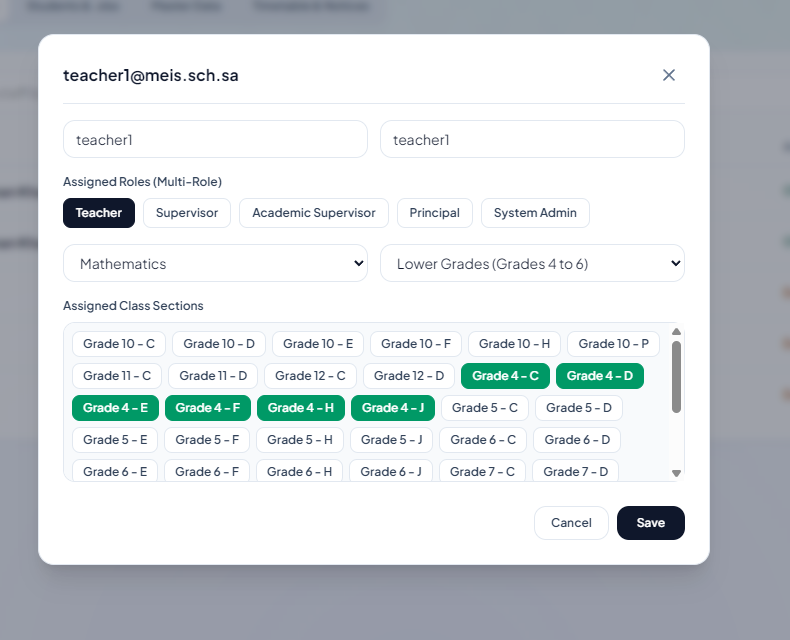 teacher1@meis.sch.sa
teacher1 teacher1
Assigned Roles (Multi-Role)
Teacher Supervisor Academic Supervisor Principal System Admin
Mathematics Lower Grades (Grades 4 to 6)
Assigned Class Sections
Grade 10 - C Grade 10 - D Grade 10 - E Grade 10 - F Grade 10 - H Grade 10 - P
Grade 11 - C Grade 11 - D Grade 12 - C Grade 12 - D Grade 4 - C Grade 4 - D
Grade 4 - E Grade 4 - F Grade 4 - H Grade 4 - J Grade 5 - C Grade 5 - D
Grade 5 - E Grade 5 - F Grade 5 - H Grade 5 - J Grade 6 - C Grade 6 - D
Grade 6 - E Grade 6 - F Grade 6 - H Grade 6 - J Grade 7 - C Grade 7 - D
Cancel Save